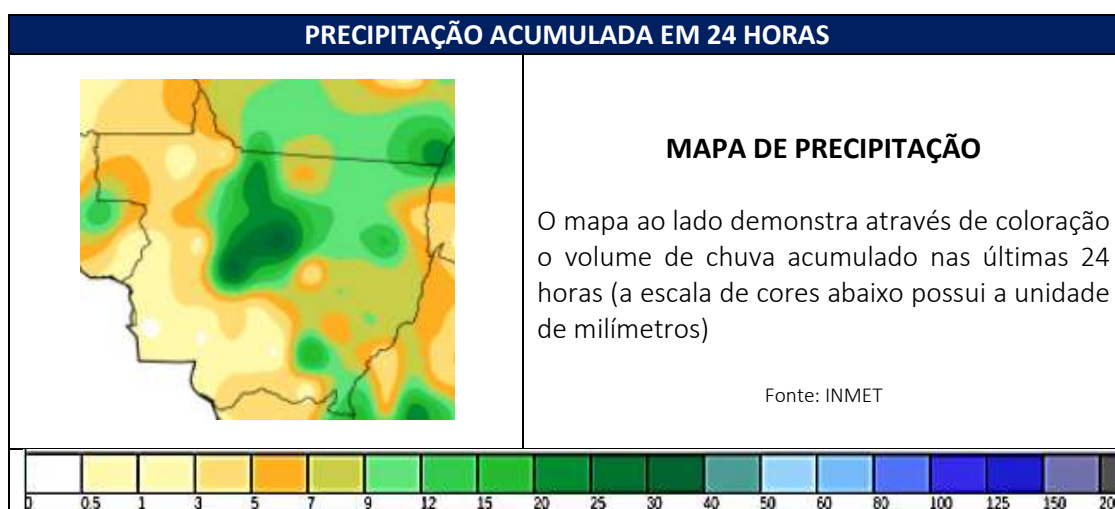 PRECIPITAÇÃO ACUMULADA EM 24 HORAS
MAPA DE PRECIPITAÇÃO
O mapa ao lado demonstra através de coloração
o volume de chuva acumulado nas últimas 24
horas (a escala de cores abaixo possui a unidade
de milímetros)
Fonte: INMET
0 0.5 1 3 5 7 9 12 15 20 25 30 40 50 60 80 100 125 150 20